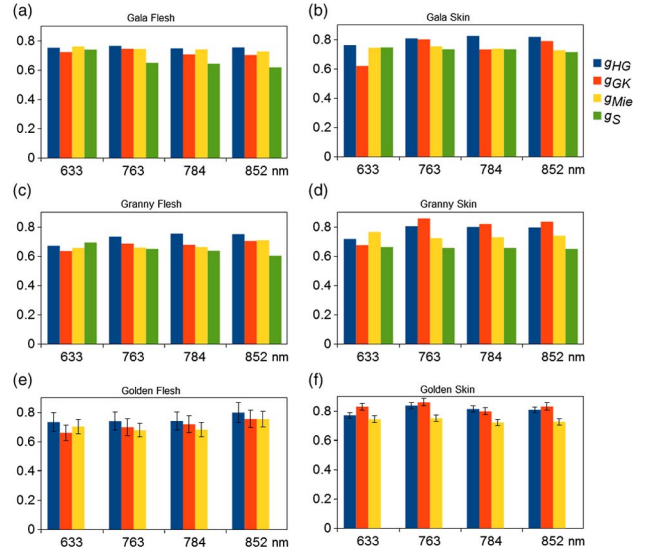 (a) Gala Flesh
0.8
0.6
0.4
0.2
0
633 763 784 852 nm
(b) Gala Skin
0.8
0.6
0.4
0.2
0
633 763 784 852 nm
gHG
gGK
gMie
gS
(c) Granny Flesh
0.8
0.6
0.4
0.2
0
633 763 784 852 nm
(d) Granny Skin
0.8
0.6
0.4
0.2
0
633 763 784 852 nm
(e) Golden Flesh
0.8
0.6
0.4
0.2
0
633 763 784 852 nm
(f) Golden Skin
0.8
0.6
0.4
0.2
0
633 763 784 852 nm